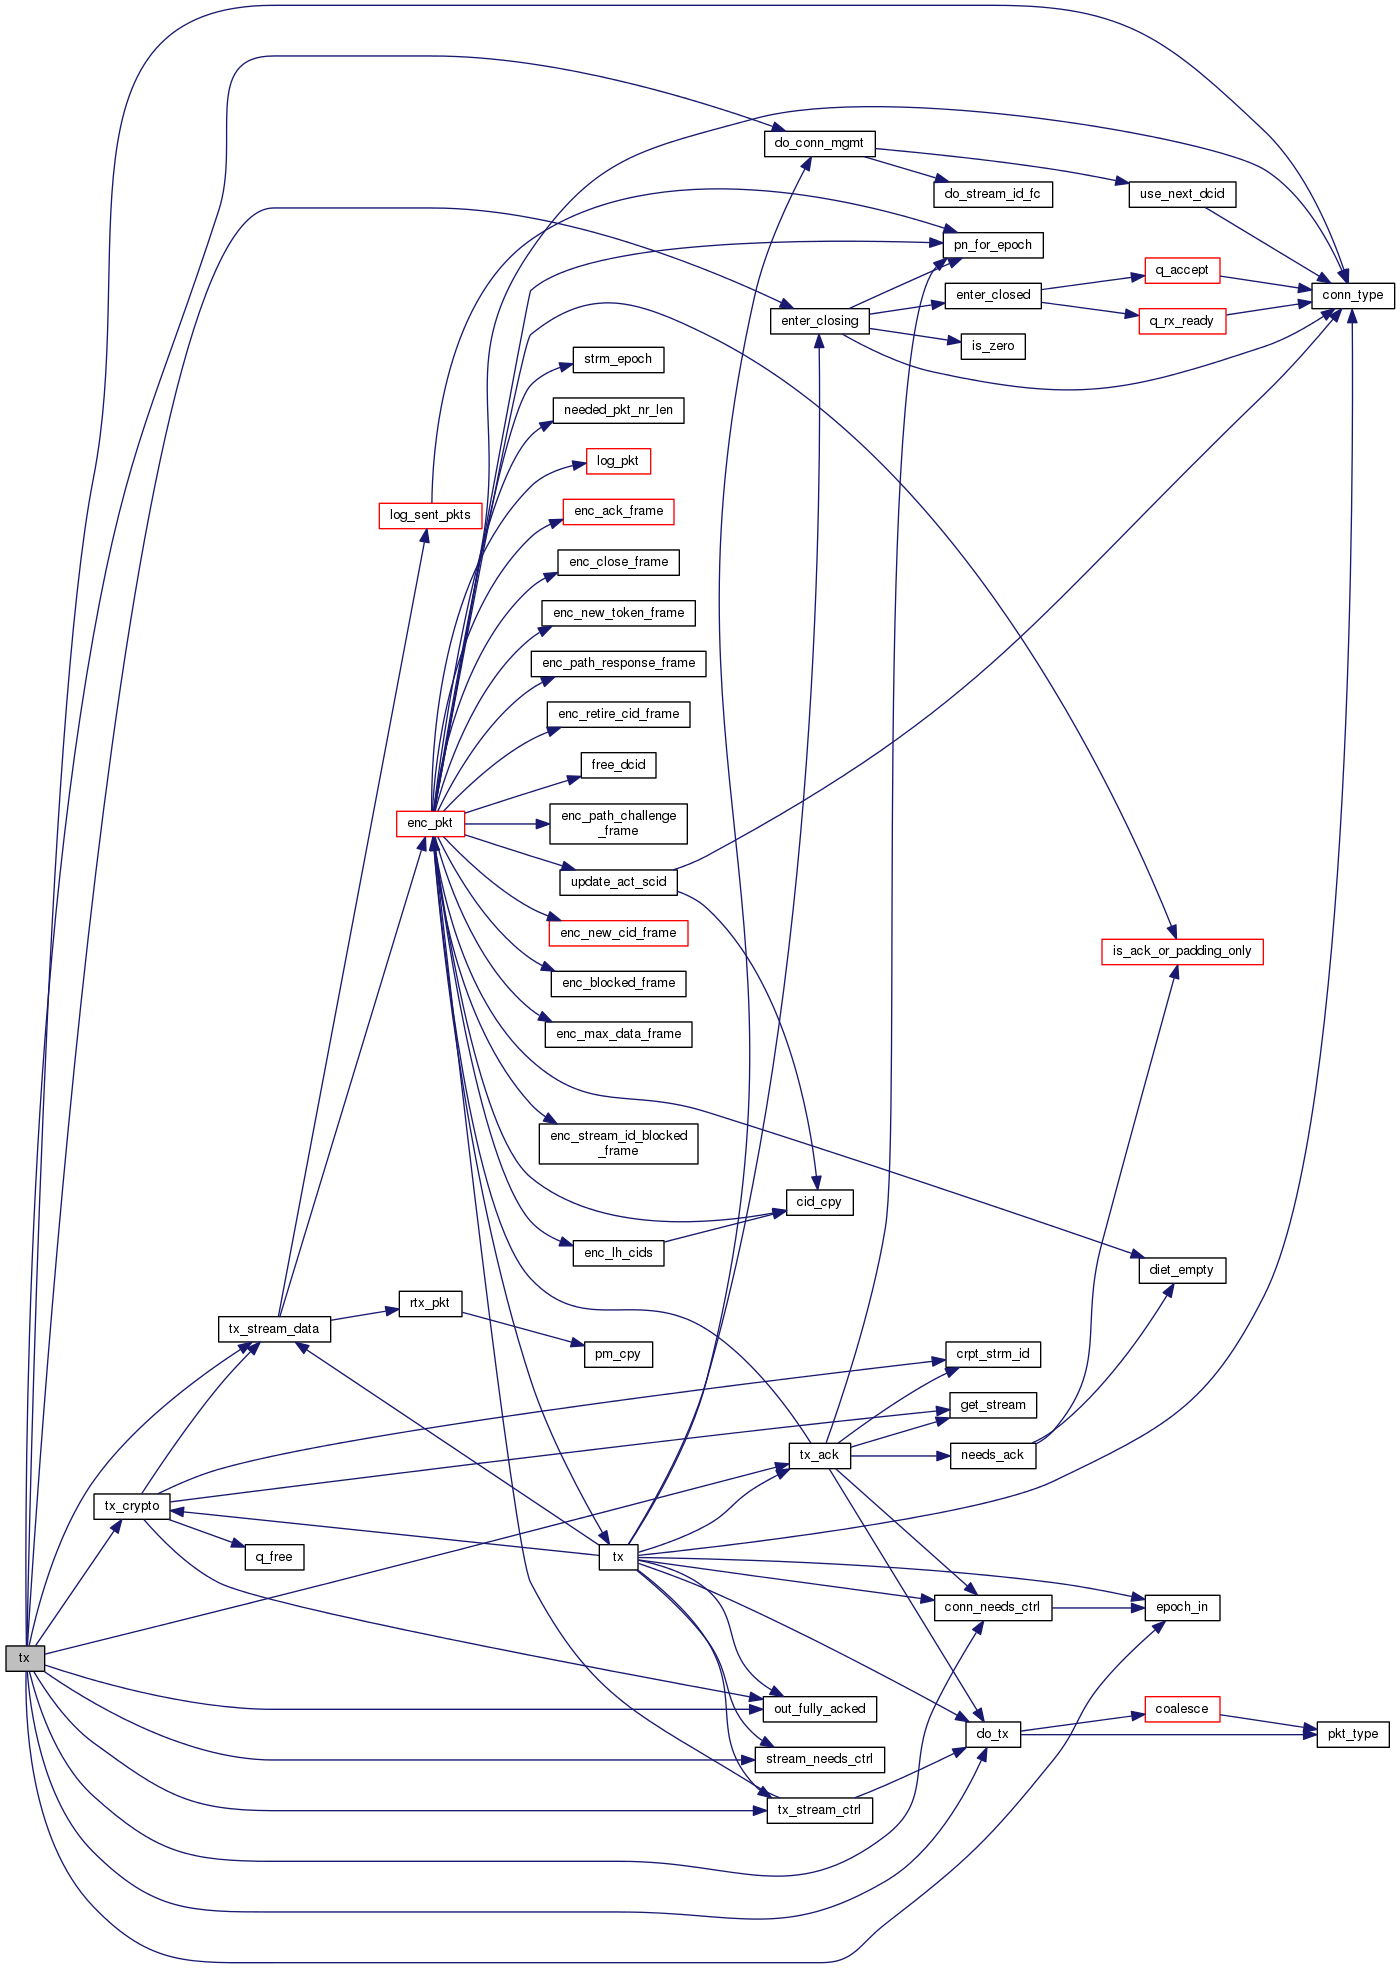 do_conn_mgmt
do_stream_id_fc
use_next_dcid
pn_for_epoch
q_accept
enter_closed
conn_type
enter_closing
q_rx_ready
is_zero
strm_epoch
needed_pkt_nr_len
log_pkt
log_sent_pkts
enc_ack_frame
enc_close_frame
enc_new_token_frame
enc_path_response_frame
enc_retire_cid_frame
free_dcid
enc_pkt
enc_path_challenge
_frame
update_act_scid
enc_new_cid_frame
is_ack_or_padding_only
enc_blocked_frame
enc_max_data_frame
enc_stream_id_blocked
_frame
cid_cpy
enc_lh_cids
diet_empty
rtx_pkt
tx_stream_data
pm_cpy
crpt_strm_id
get_stream
tx_ack
needs_ack
tx_crypto
q_free
tx
conn_needs_ctrl
epoch_in
tx
out_fully_acked
coalesce
do_tx
pkt_type
stream_needs_ctrl
tx_stream_ctrl